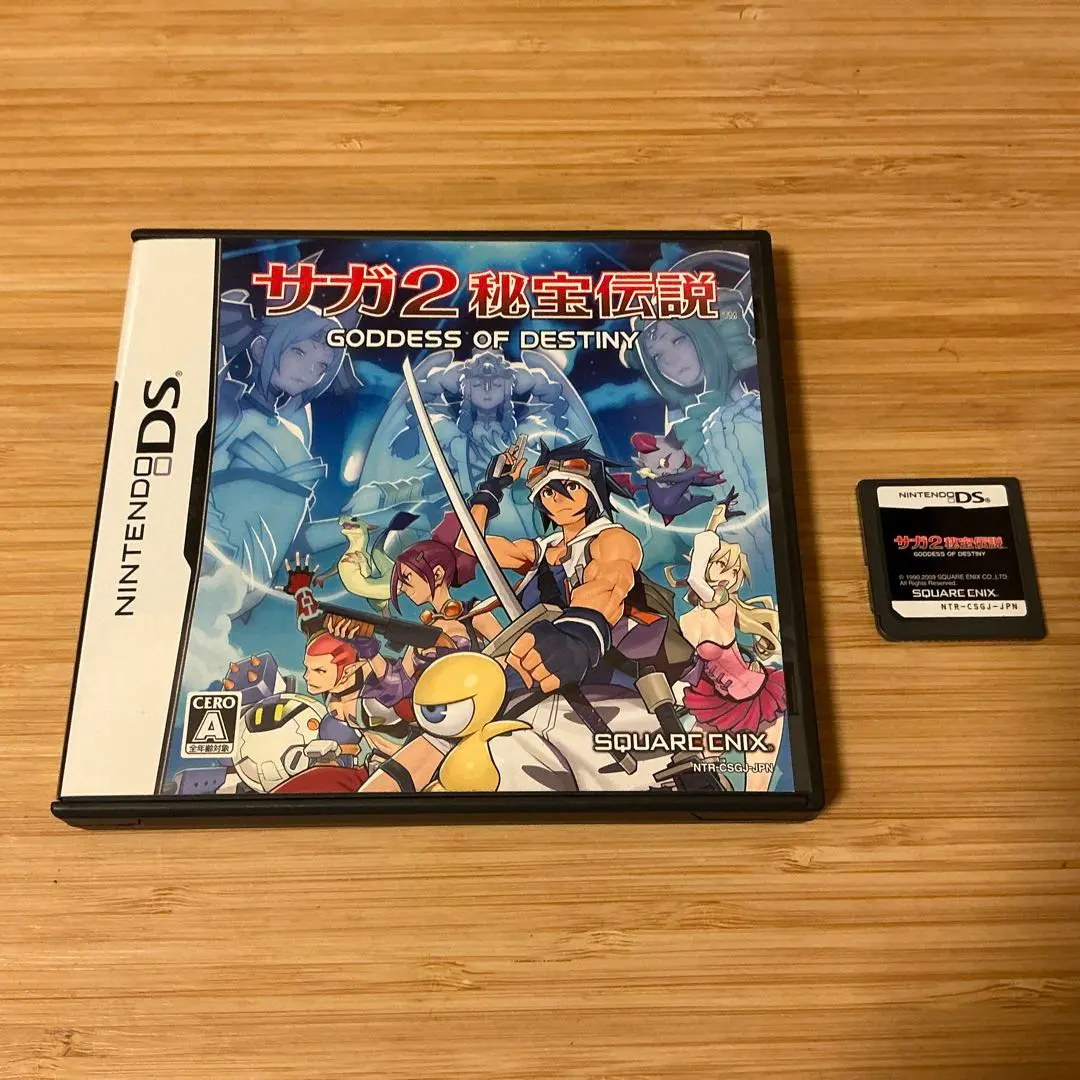 NINTENDO DS®
サガ2 秘宝伝説™
GODDESS OF DESTINY
CERO
A
全年齢対象
SQUARE ENIX®
NTR-CSGJ-JPN
NINTENDO DS®
サガ2 秘宝伝説
GODDESS OF DESTINY
© 1990,2009 SQUARE ENIX CO.,LTD.
All Rights Reserved.
SQUARE ENIX.
NTR-CSGJ-JPN